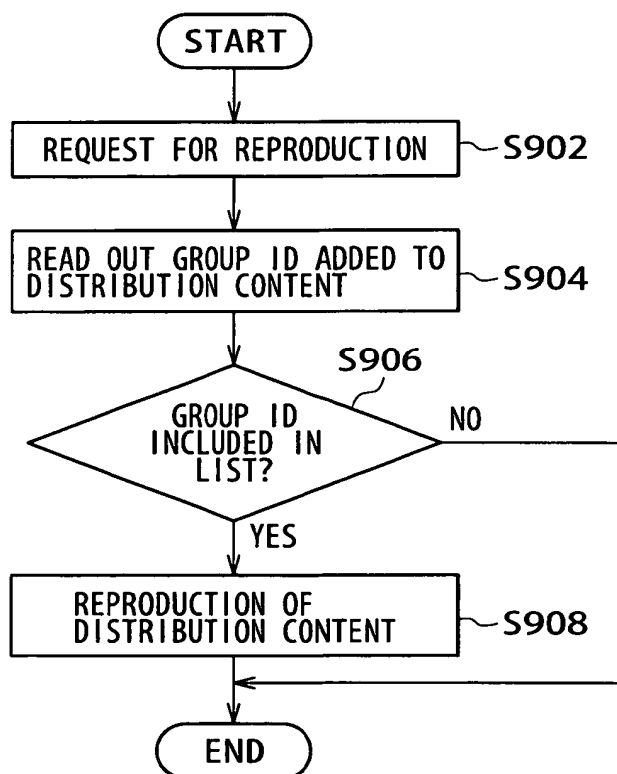 START
REQUEST FOR REPRODUCTION
S902
READ OUT GROUP ID ADDED TO
DISTRIBUTION CONTENT
S904
S906
GROUP ID
INCLUDED IN
LIST?
NO
YES
REPRODUCTION OF
DISTRIBUTION CONTENT
S908
END